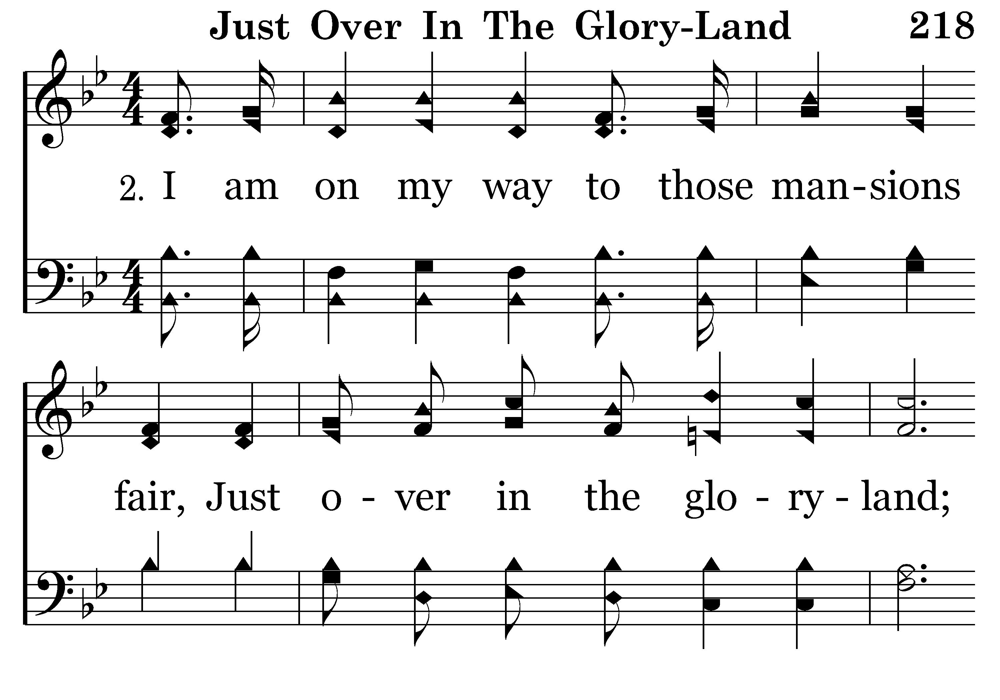 Just Over In The Glory-Land 218
2. I am on my way to those man-sions
fair, Just o - ver in the glo - ry - land;